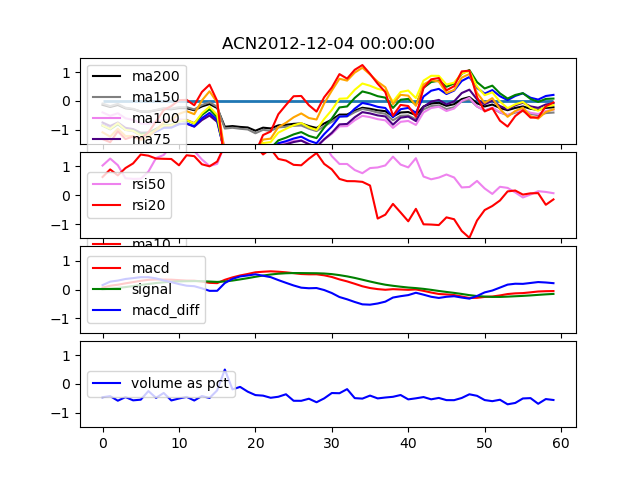 ACN2012-12-04 00:00:00
1
0
−1
ma200
ma150
ma100
ma75
1
0
−1
rsi50
rsi20
ma10
1
0
−1
macd
signal
macd_diff
1
0
−1
volume as pct
0 10 20 30 40 50 60